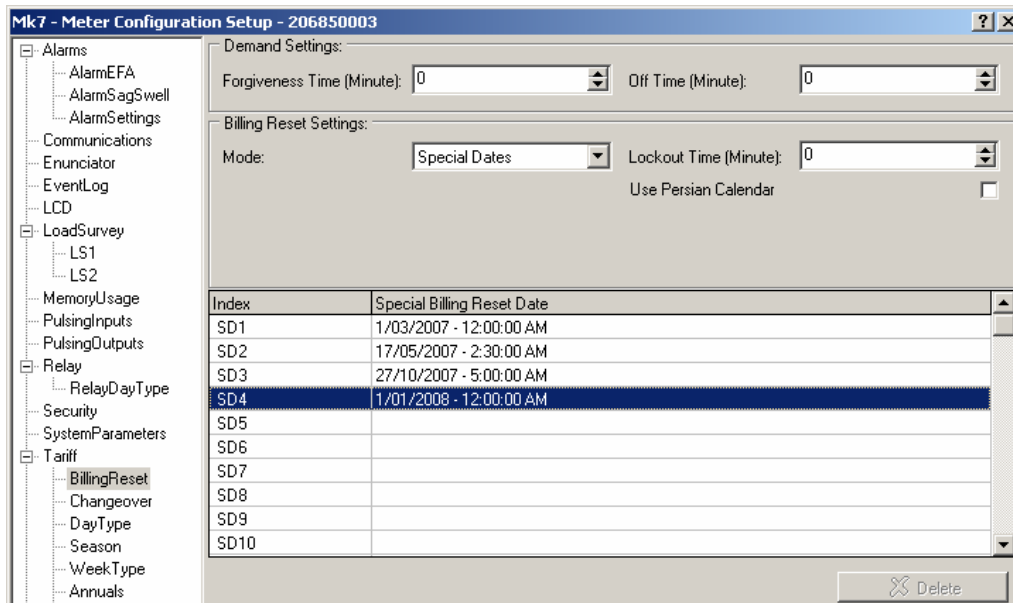 Mk7 - Meter Configuration Setup - 206850003
Alarms
AlarmEFA
AlarmSagSwell
AlarmSettings
Communications
Enunciator
EventLog
LCD
LoadSurvey
LS1
LS2
MemoryUsage
PulsingInputs
PulsingOutputs
Relay
RelayDayType
Security
SystemParameters
Tariff
BillingReset
Changeover
DayType
Season
WeekType
Annuals
Demand Settings:
Forgiveness Time (Minute): 0 Off Time (Minute): 0
Billing Reset Settings:
Mode: Special Dates Lockout Time (Minute): 0
Use Persian Calendar
Index Special Billing Reset Date
SD1 1/03/2007 - 12:00:00 AM
SD2 17/05/2007 - 2:30:00 AM
SD3 27/10/2007 - 5:00:00 AM
SD4 1/01/2008 - 12:00:00 AM
SD5
SD6
SD7
SD8
SD9
SD10
Delete